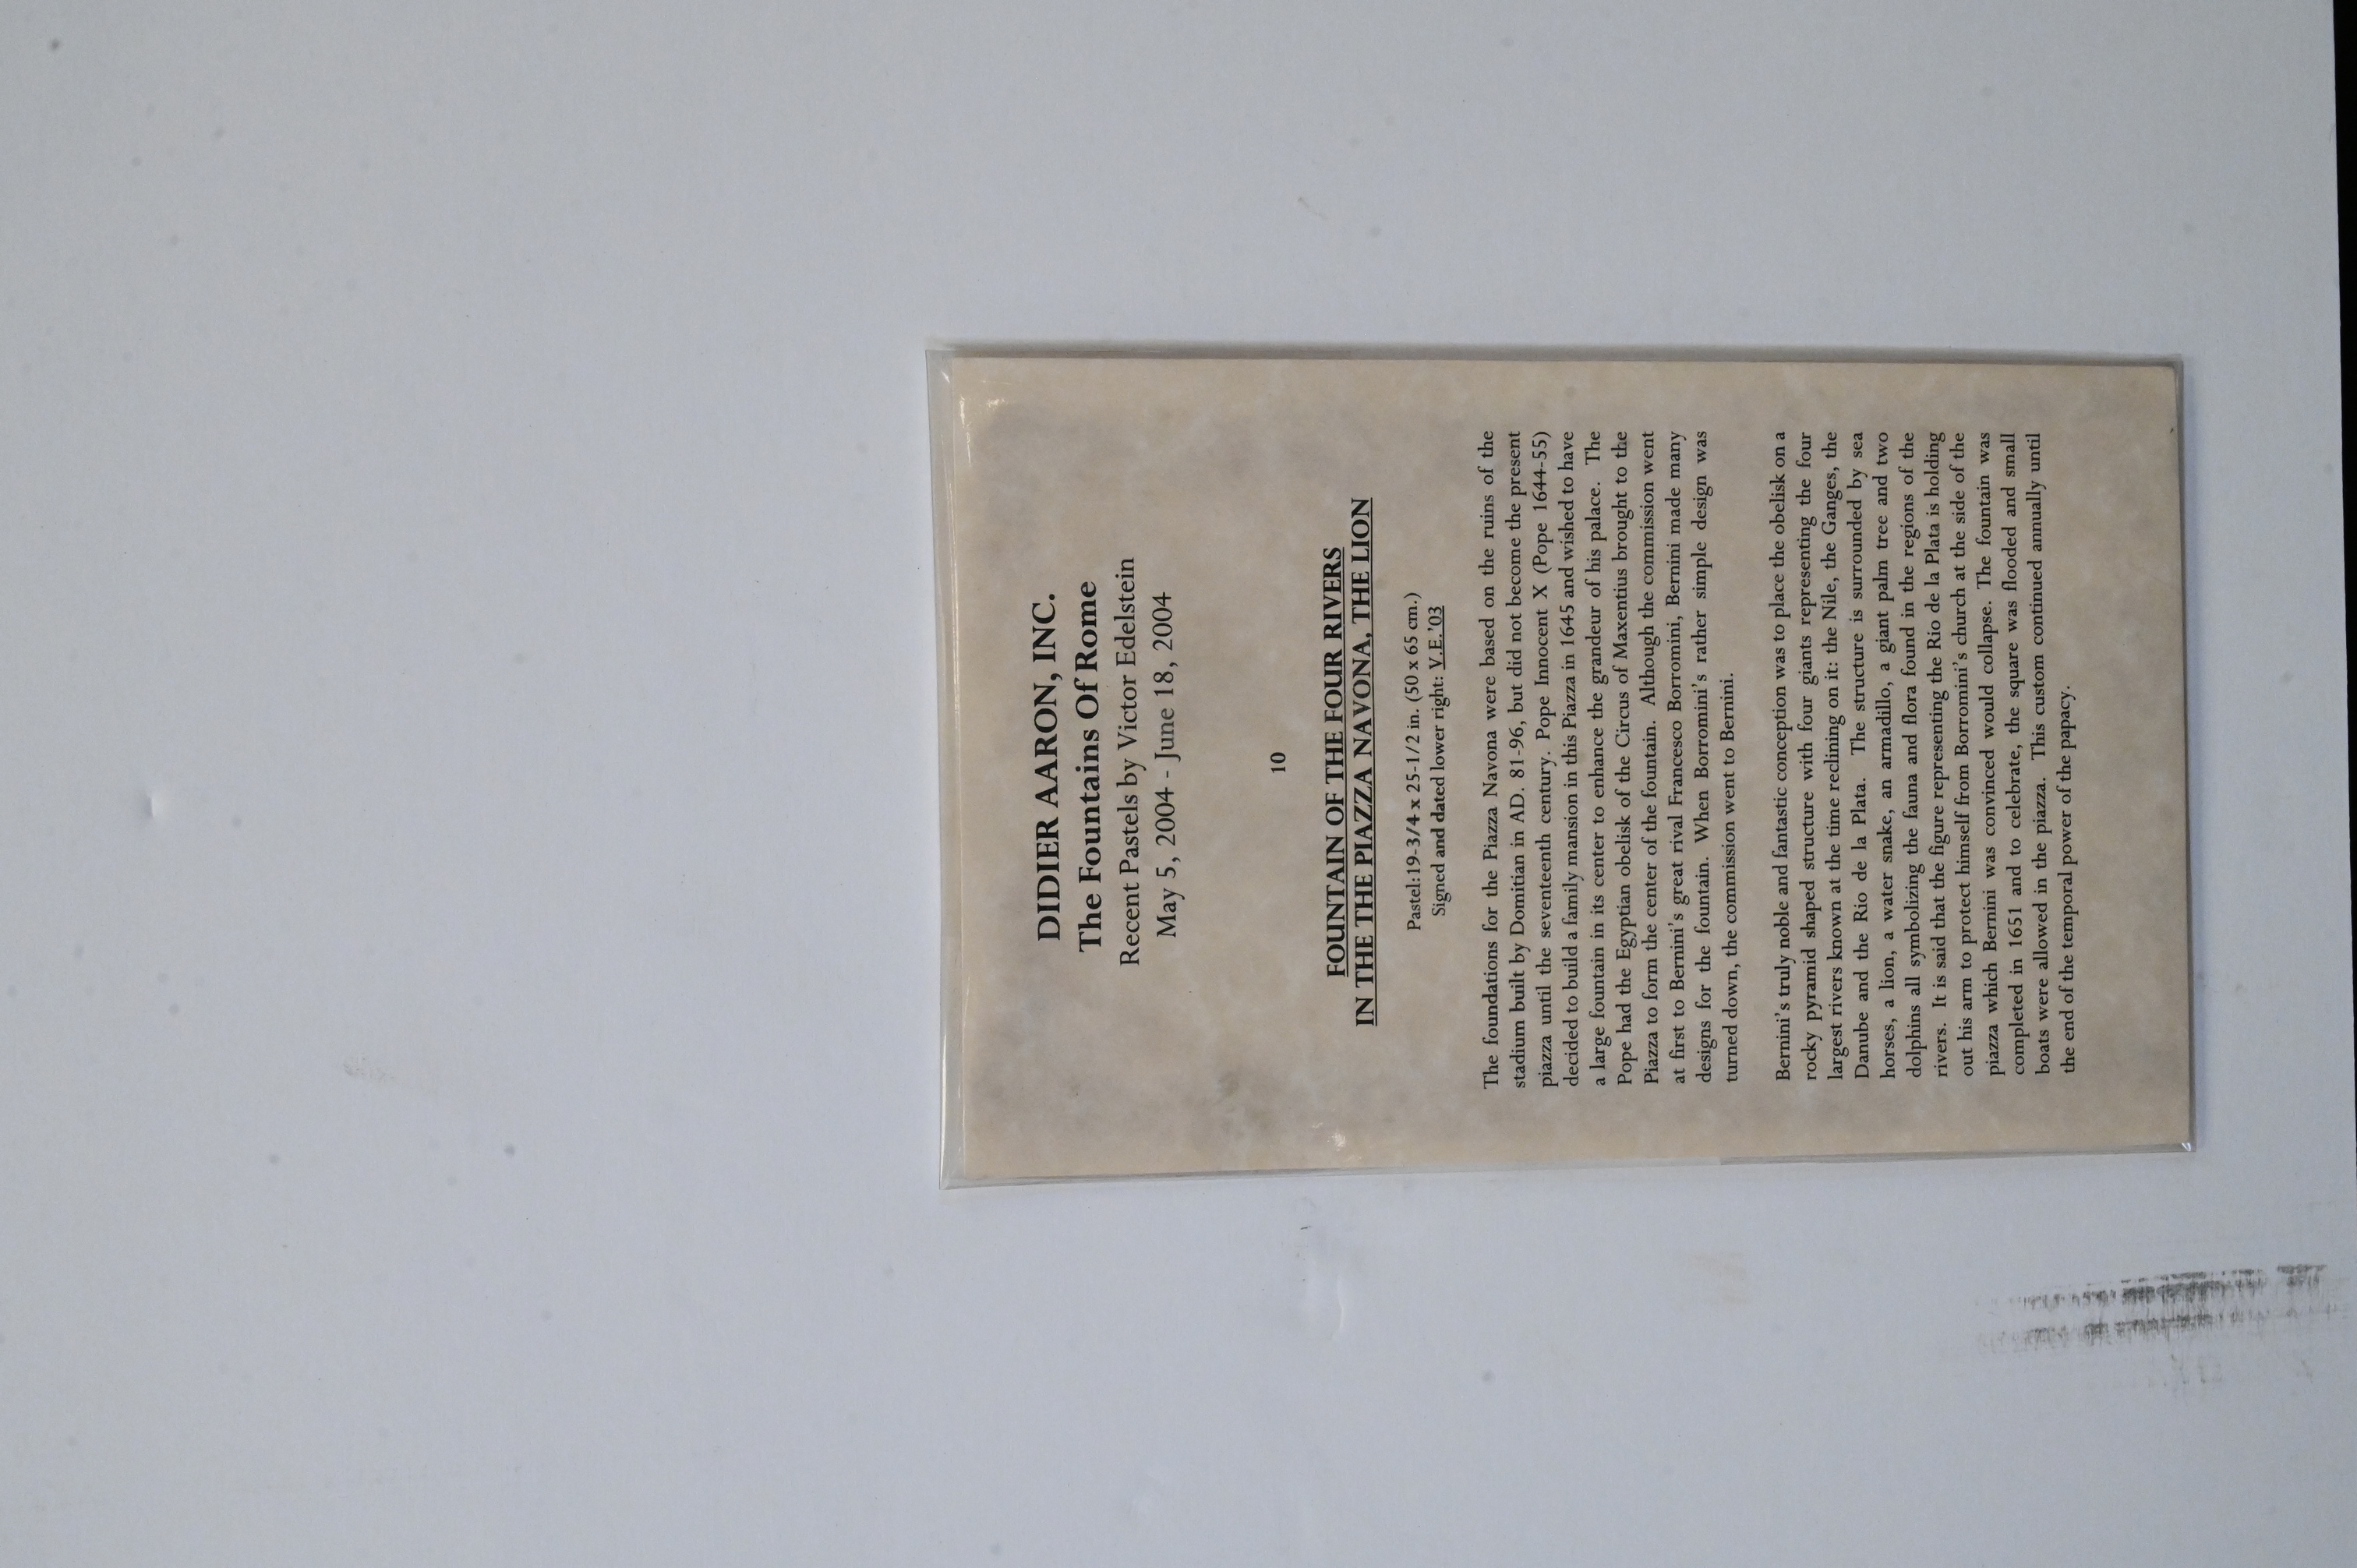 DIDIER AARON, INC.
The Fountains Of Rome
Recent Pastels by Victor Edelstein
May 5, 2004 - June 18, 2004
10
FOUNTAIN OF THE FOUR RIVERS
IN THE THE PIAZZA NAVONA, THE LION
Pastel:19-3/4 x 25-1/2 in. (50 x 65 cm.)
Signed and dated lower right: V.E.'03
The foundations for the Piazza Navona were based on the ruins of the
stadium built by Domitian in AD. 81-96, but did not become the present
piazza until the seventeenth century. Pope Innocent X (Pope 1644-55)
decided to build a family mansion in this Piazza in 1645 and wished to have
a large fountain in its center to enhance the grandeur of his palace. The
Pope had the Egyptian obelisk of the Circus of Maxentius brought to the
Piazza to form the center of the fountain. Although the commission went
at first to Bernini's great rival Francesco Borromini, Bernini made many
designs for the fountain. When Borromini's rather simple design was
turned down, the commission went to Bernini.
Bernini's truly noble and fantastic conception was to place the obelisk on a
rocky pyramid shaped structure with four giants representing the four
largest rivers known at the time reclining on it: the Nile, the Ganges, the
Danube and the Rio de la Plata. The structure is surrounded by sea
horses, a lion, a water snake, an armadillo, a giant palm tree and two
dolphins all symbolizing the fauna and flora found in the regions of the
rivers. It is said that the figure representing the Rio de la Plata is holding
out his arm to protect himself from Borromini's church at the side of the
piazza which Bernini was convinced would collapse. The fountain was
completed in 1651 and to celebrate, the square was flooded and small
boats were allowed in the piazza. This custom continued annually until
the end of the temporal power of the papacy.